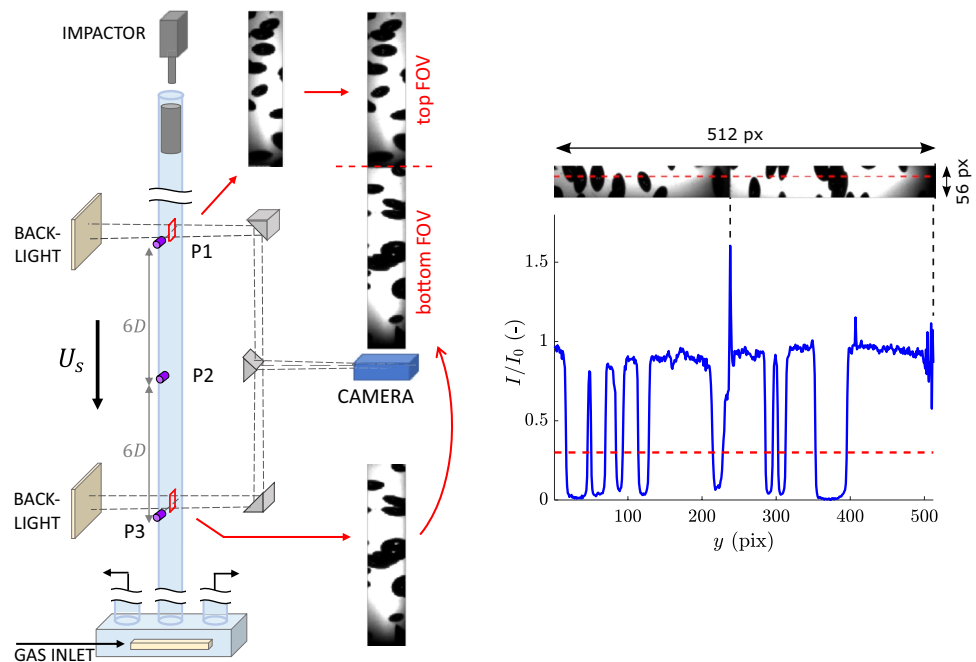 IMPACTOR
top FOV
bottom FOV
BACK-
LIGHT
P1
6D
U_S
P2
CAMERA
6D
BACK-
LIGHT
P3
GAS INLET
512 px
56 px
1.5
1
0.5
0
I/I_0 (-)
100
200
300
400
500
y (pix)